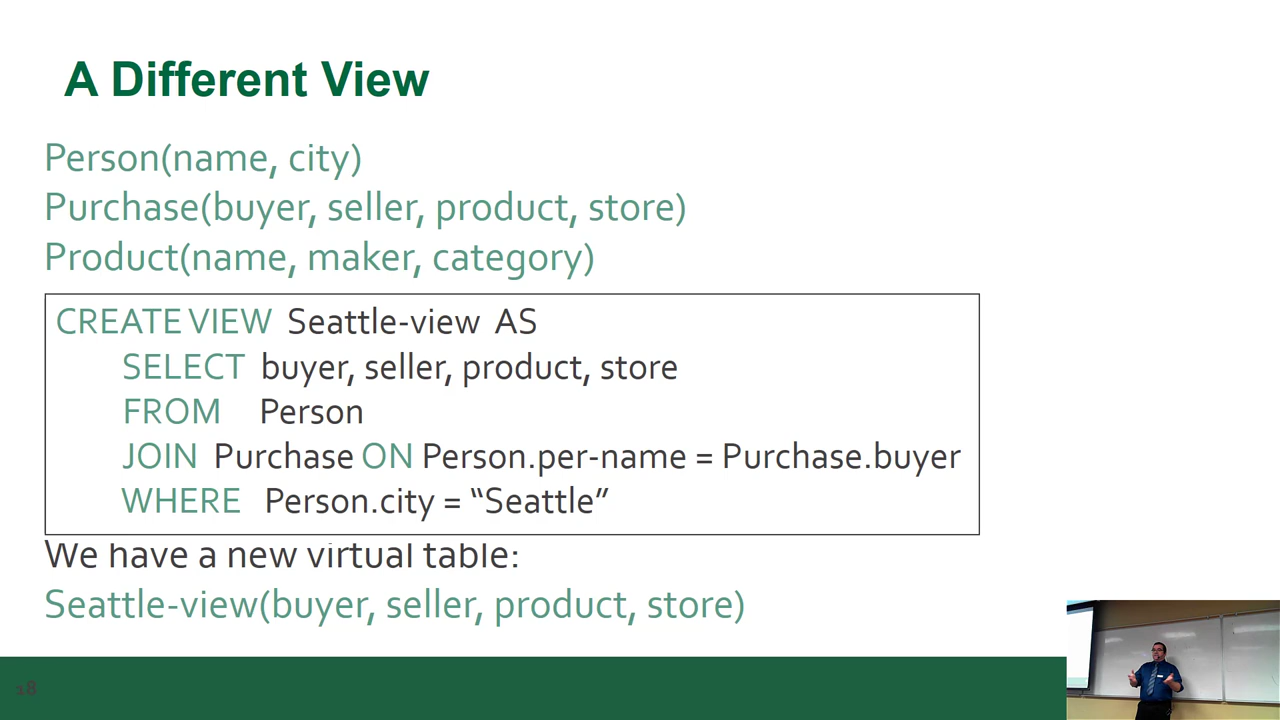 A Different View
Person(name, city)
Purchase(buyer, seller, product, store)
Product(name, maker, category)
CREATE VIEW Seattle-view AS
SELECT buyer, seller, product, store
FROM Person
JOIN Purchase ON Person.per-name = Purchase.buyer
WHERE Person.city = “Seattle”
We have a new virtual table:
Seattle-view(buyer, seller, product, store)
18